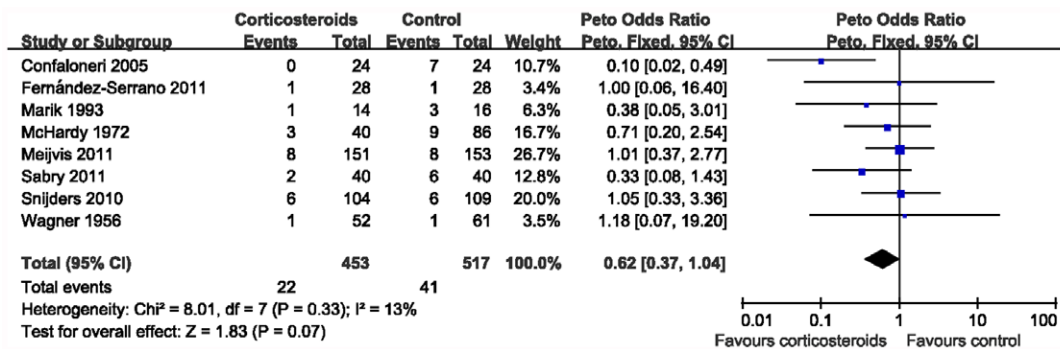 Corticosteroids Control Peto Odds Ratio Peto Odds Ratio
Study or Subgroup Events Total Events Total Weight Peto. Fixed. 95% CI Peto. Fixed. 95% CI
Confaloneri 2005 0 24 7 24 10.7% 0.10 [0.02, 0.49]
Fernández-Serrano 2011 1 28 1 28 3.4% 1.00 [0.06, 16.40]
Marik 1993 1 14 3 16 6.3% 0.38 [0.05, 3.01]
McHardy 1972 3 40 9 86 16.7% 0.71 [0.20, 2.54]
Meijvis 2011 8 151 8 153 26.7% 1.01 [0.37, 2.77]
Sabry 2011 2 40 6 40 12.8% 0.33 [0.08, 1.43]
Snijders 2010 6 104 6 109 20.0% 1.05 [0.33, 3.36]
Wagner 1956 1 52 1 61 3.5% 1.18 [0.07, 19.20]
Total (95% CI) 453 517 100.0% 0.62 [0.37, 1.04]
Total events 22 41
Heterogeneity: Chi² = 8.01, df = 7 (P = 0.33); I² = 13%
Test for overall effect: Z = 1.83 (P = 0.07)
0.01 0.1 1 10 100
Favours corticosteroids Favours control